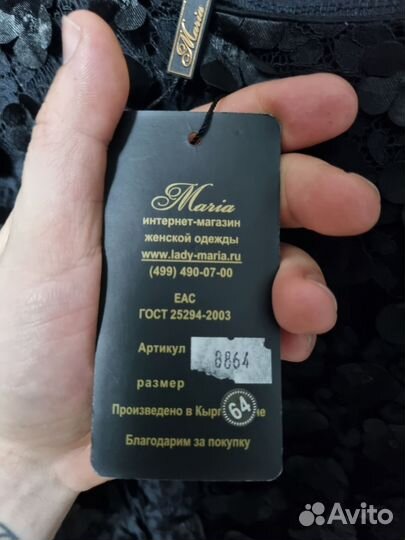 Maria
Maria
интернет-магазин
женской одежды
www.lady-maria.ru
(499) 490-07-00
EAC
ГОСТ 25294-2003
Артикул 8864
размер 64
Произведено в
Благодарим за покупку
Avito